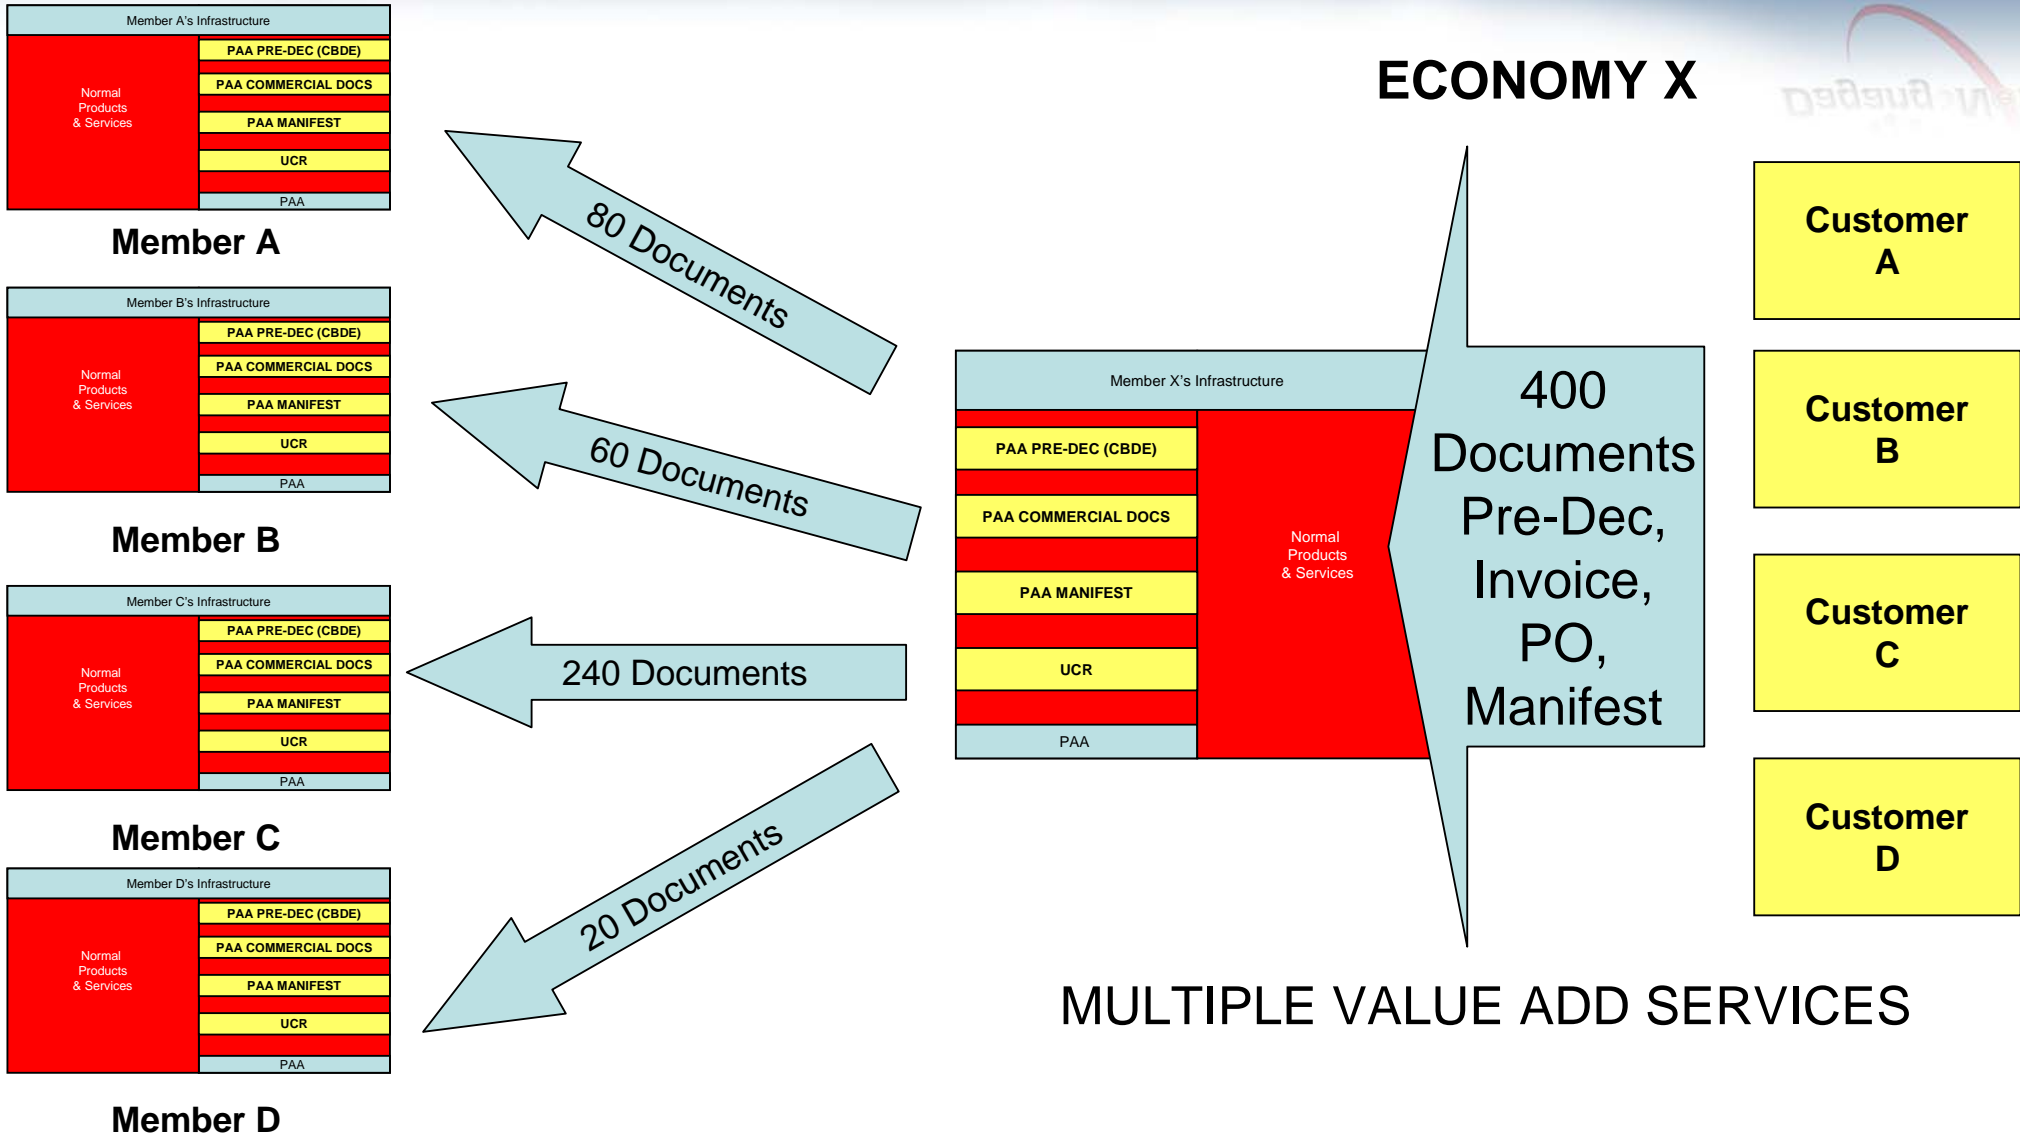 Member A's Infrastructure
Normal
Products
& Services
PAA PRE-DEC (CBDE)
PAA COMMERCIAL DOCS
PAA MANIFEST
UCR
PAA
Member A
Member B's Infrastructure
Normal
Products
& Services
PAA PRE-DEC (CBDE)
PAA COMMERCIAL DOCS
PAA MANIFEST
UCR
PAA
Member B
Member C's Infrastructure
Normal
Products
& Services
PAA PRE-DEC (CBDE)
PAA COMMERCIAL DOCS
PAA MANIFEST
UCR
PAA
Member C
Member D's Infrastructure
Normal
Products
& Services
PAA PRE-DEC (CBDE)
PAA COMMERCIAL DOCS
PAA MANIFEST
UCR
PAA
Member D
80 Documents
60 Documents
240 Documents
20 Documents
ECONOMY X
Member X's Infrastructure
PAA PRE-DEC (CBDE)
PAA COMMERCIAL DOCS
PAA MANIFEST
UCR
PAA
Normal
Products
& Services
400
Documents
Pre-Dec,
Invoice,
PO,
Manifest
Customer
A
Customer
B
Customer
C
Customer
D
MULTIPLE VALUE ADD SERVICES